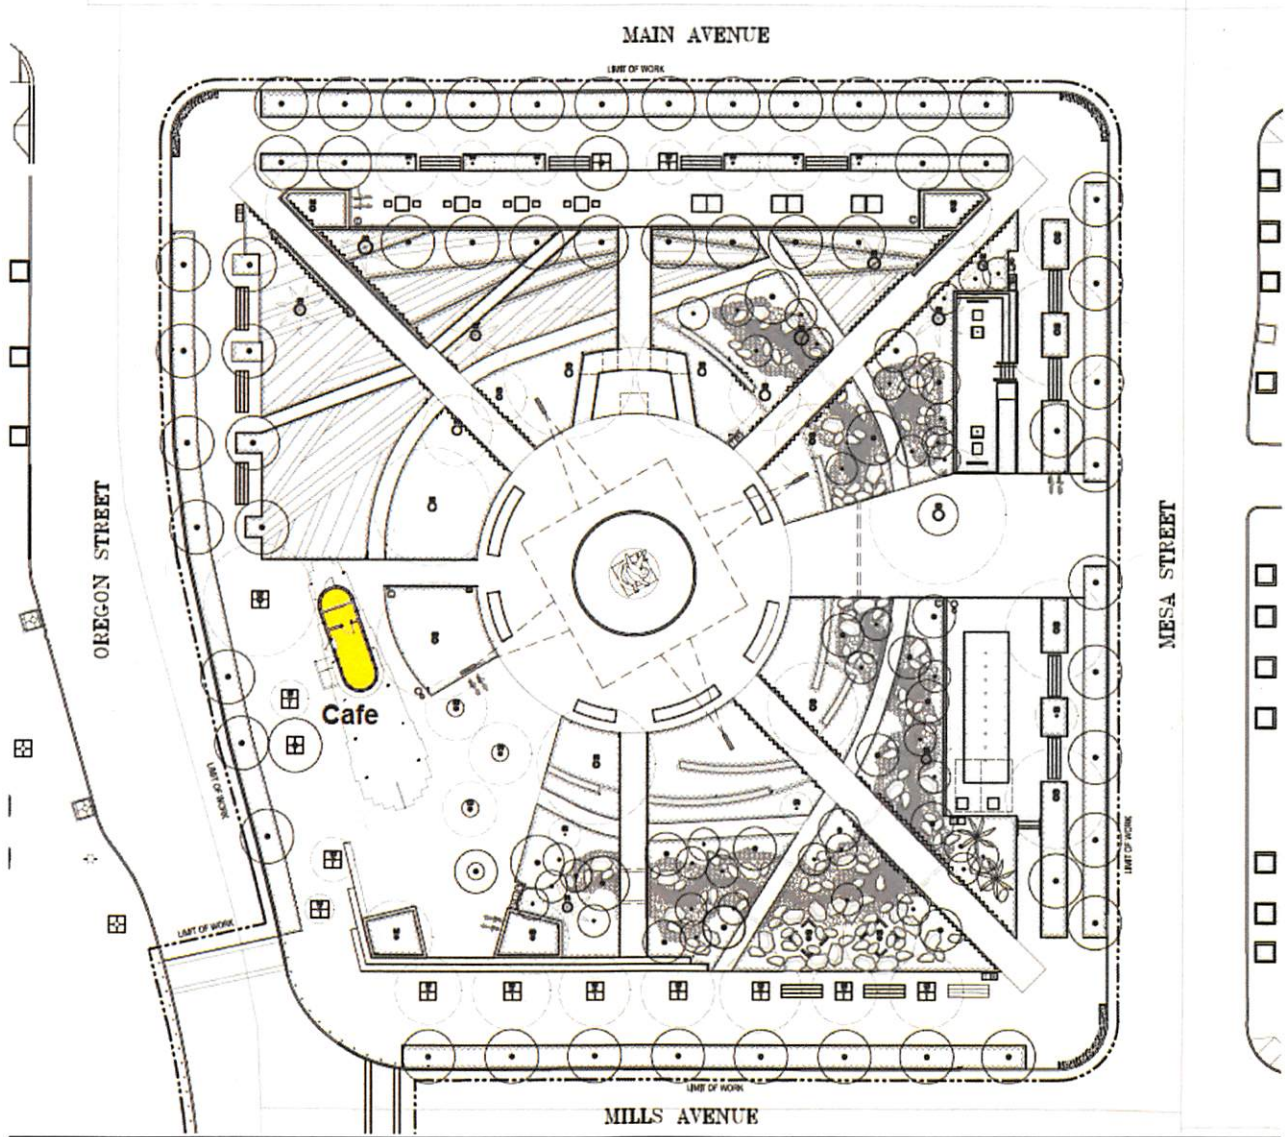 MAIN AVENUE
LIMIT OF WORK
OREGON STREET
MESA STREET
Cafe
LIMIT OF WORK
LIMIT OF WORK
LIMIT OF WORK
LIMIT OF WORK
MILLS AVENUE